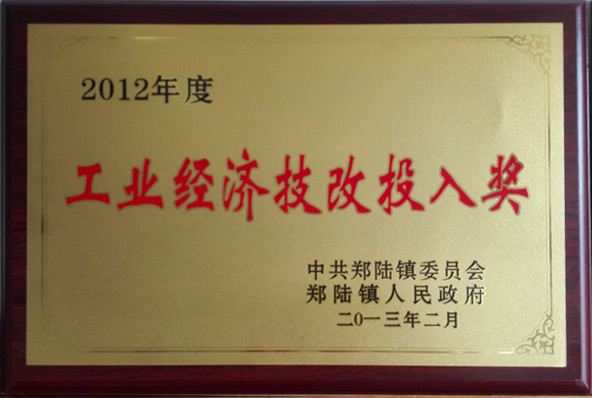 2012年度
工业经济技改投入奖
中共郑陆镇委员会
郑陆镇人民政府
二0一三年二月